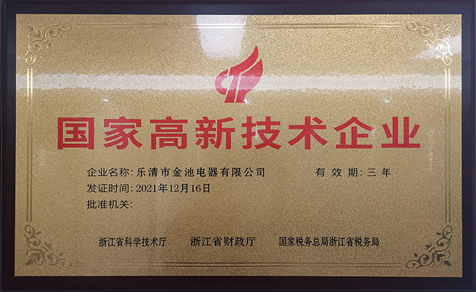 国家高新技术企业
企业名称: 乐清市金池电器有限公司 有效期: 三年
发证时间: 2021年12月16日
批准机关:
浙江省科学技术厅 浙江省财政厅 国家税务总局浙江省税务局